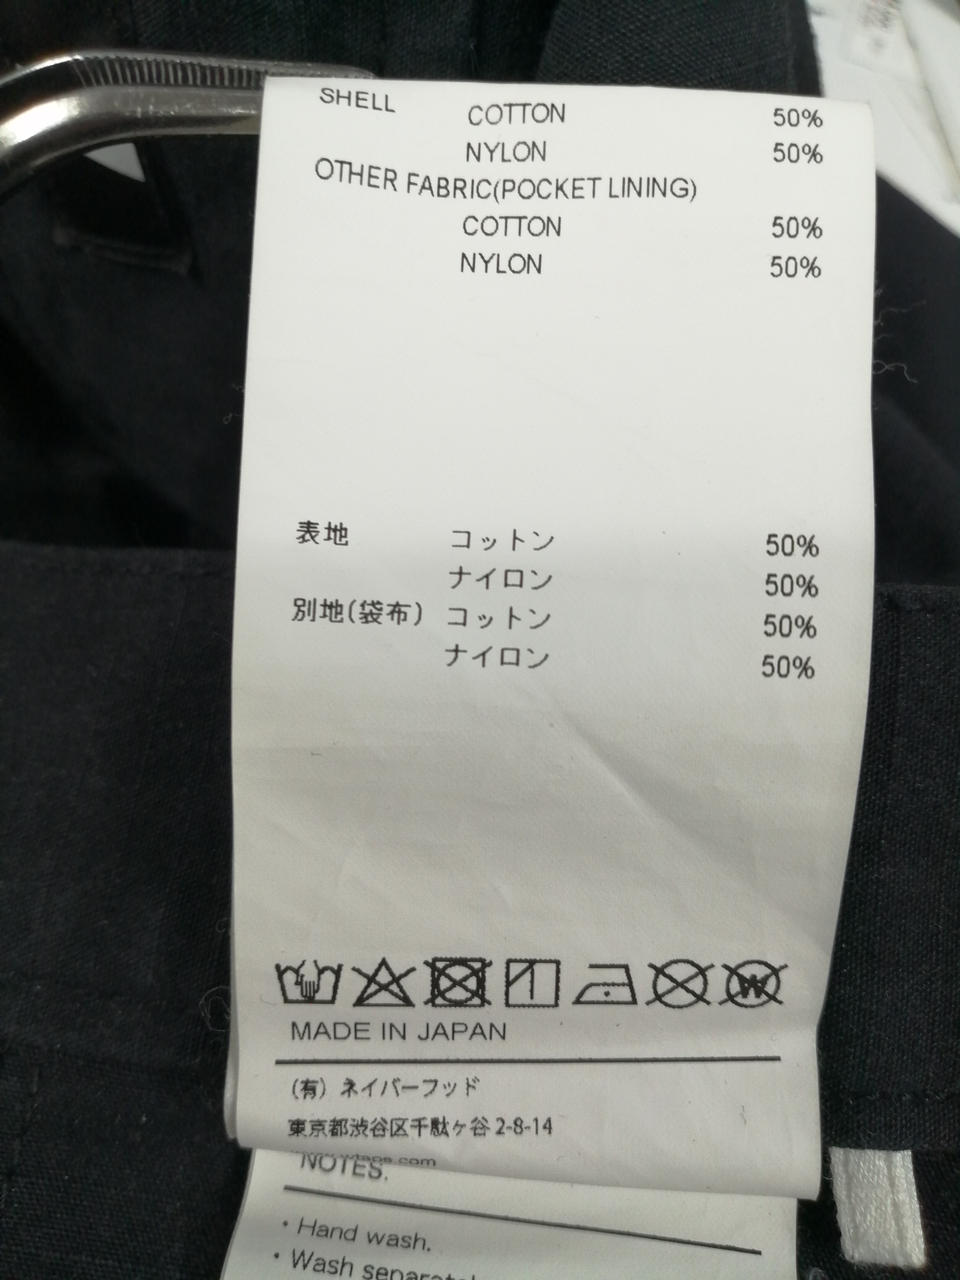 SHELL COTTON 50%
NYLON 50%
OTHER FABRIC(POCKET LINING)
COTTON 50%
NYLON 50%
表地 コットン 50%
ナイロン 50%
別地(袋布) コットン 50%
ナイロン 50%
W
MADE IN JAPAN
(有) ネイバーフッド
東京都渋谷区千駄ヶ谷 2-8-14
NOTES.
・Hand wash.
・Wash